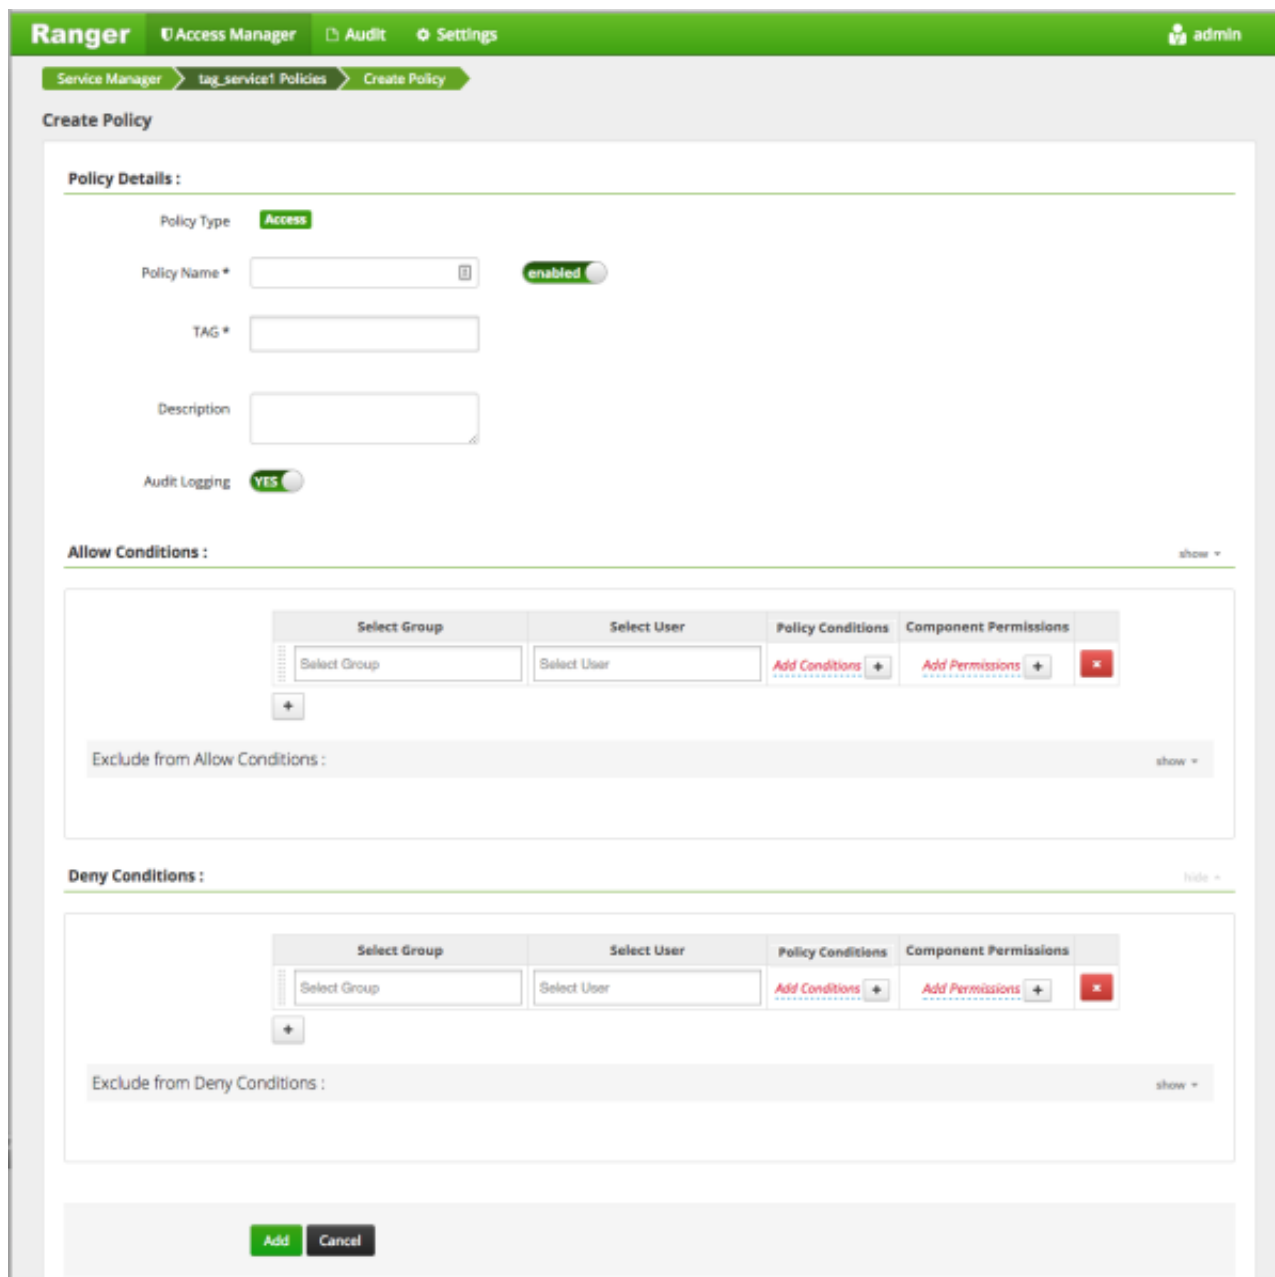 Ranger Access Manager Audit Settings admin
Service Manager tag_service1 Policies Create Policy
Create Policy
Policy Details :
Policy Type Access
Policy Name * enabled
TAG *
Description
Audit Logging YES
Allow Conditions : show
Select Group Select User Policy Conditions Component Permissions
Select Group Select User Add Conditions + Add Permissions + ×
+
Exclude from Allow Conditions : show
Deny Conditions : hide
Select Group Select User Policy Conditions Component Permissions
Select Group Select User Add Conditions + Add Permissions + ×
+
Exclude from Deny Conditions : show
Add Cancel